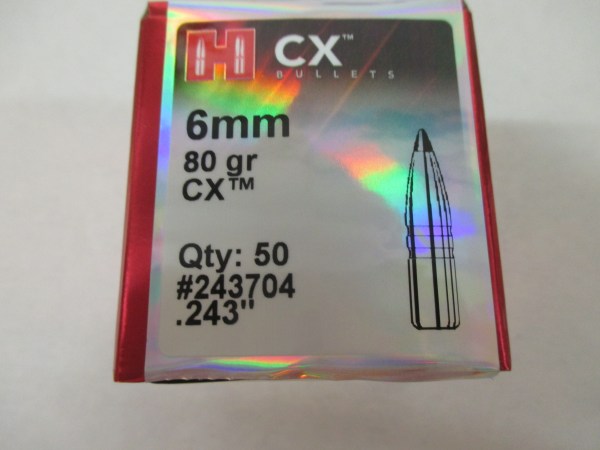 H CX™
BULLETS
6mm
80 gr
CX™
Qty: 50
#243704
.243"